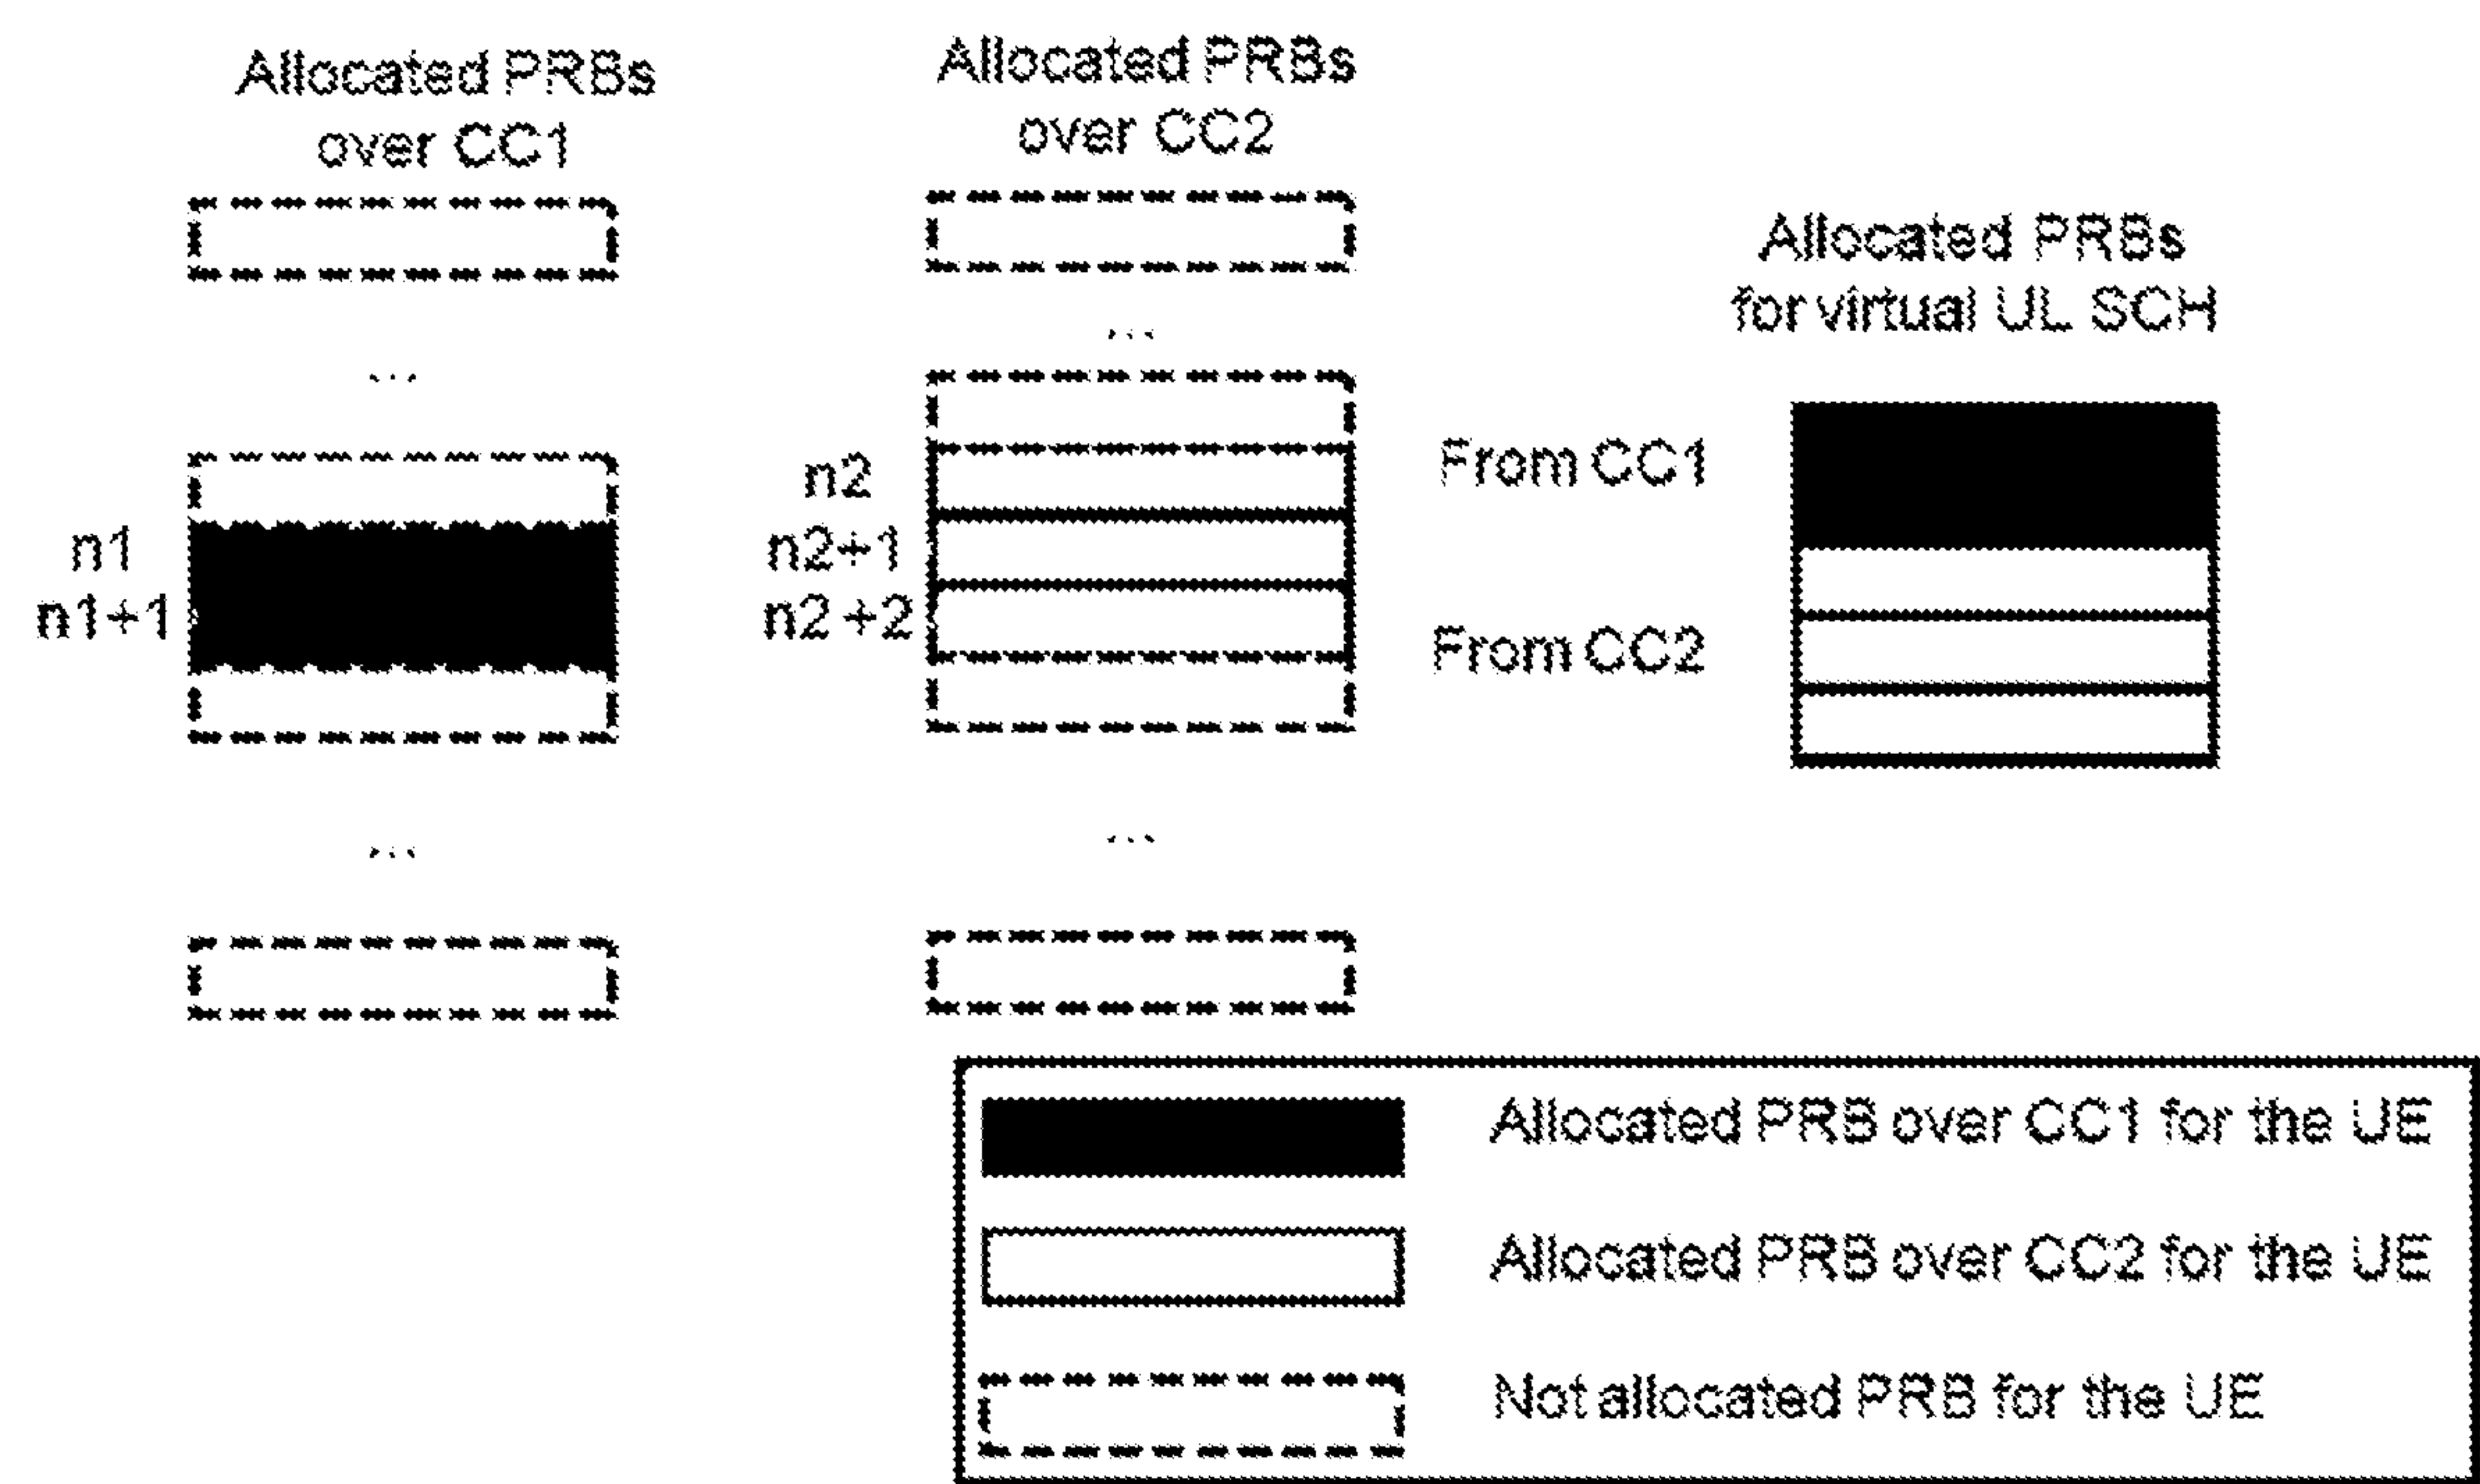 Allocated PRBs
over CC1
...
n1
n1+1
...
Allocated PRBs
over CC2
...
n2
n2+1
n2+2
...
Allocated PRBs
for virtual UL SCH
From CC1
From CC2
Allocated PRB over CC1 for the UE
Allocated PRB over CC2 for the UE
Not allocated PRB for the UE